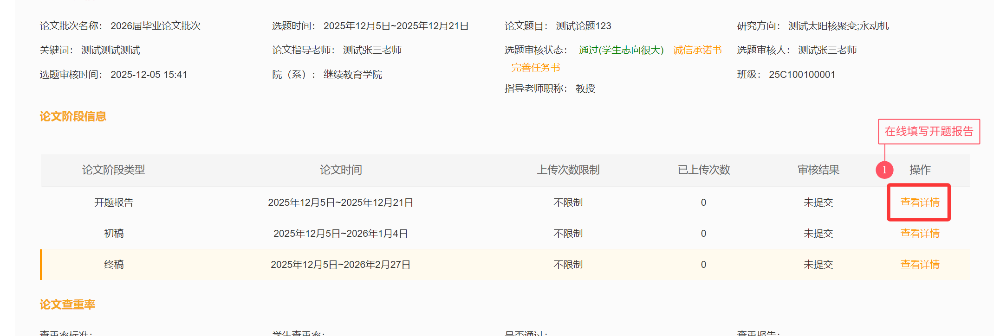 论文批次名称： 2026届毕业论文批次 选题时间： 2025年12月5日~2025年12月21日 论文题目： 测试论题123 研究方向： 测试太阳核聚变;永动机
关键词： 测试测试测试 论文指导老师： 测试张三老师 选题审核状态： 通过(学生志向很大) 诚信承诺书 选题审核人： 测试张三老师
完善任务书
选题审核时间： 2025-12-05 15:41 院（系）： 继续教育学院 班级： 25C100100001
指导老师职称： 教授
论文阶段信息
在线填写开题报告
论文阶段类型 论文时间 上传次数限制 已上传次数 审核结果 1 操作
开题报告 2025年12月5日~2025年12月21日 不限制 0 未提交 查看详情
初稿 2025年12月5日~2026年1月4日 不限制 0 未提交 查看详情
终稿 2025年12月5日~2026年2月27日 不限制 0 未提交 查看详情
论文查重率
查重率标准： 学生查重率： 是否通过： 查重报告：